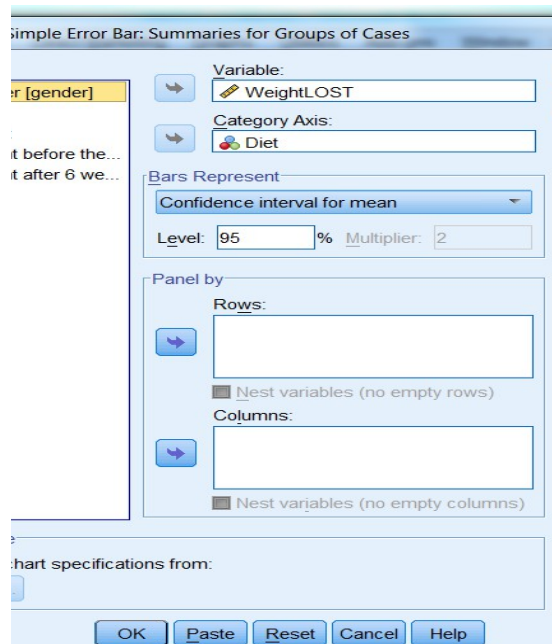 Simple Error Bar: Summaries for Groups of Cases
Variable:
WeightLOST
[gender]
Category Axis:
Diet
t before the...
t after 6 we...
Bars Represent
Confidence interval for mean
Level: 95 % Multiplier: 2
Panel by
Rows:
Nest variables (no empty rows)
Columns:
Nest variables (no empty columns)
chart specifications from:
OK Paste Reset Cancel Help